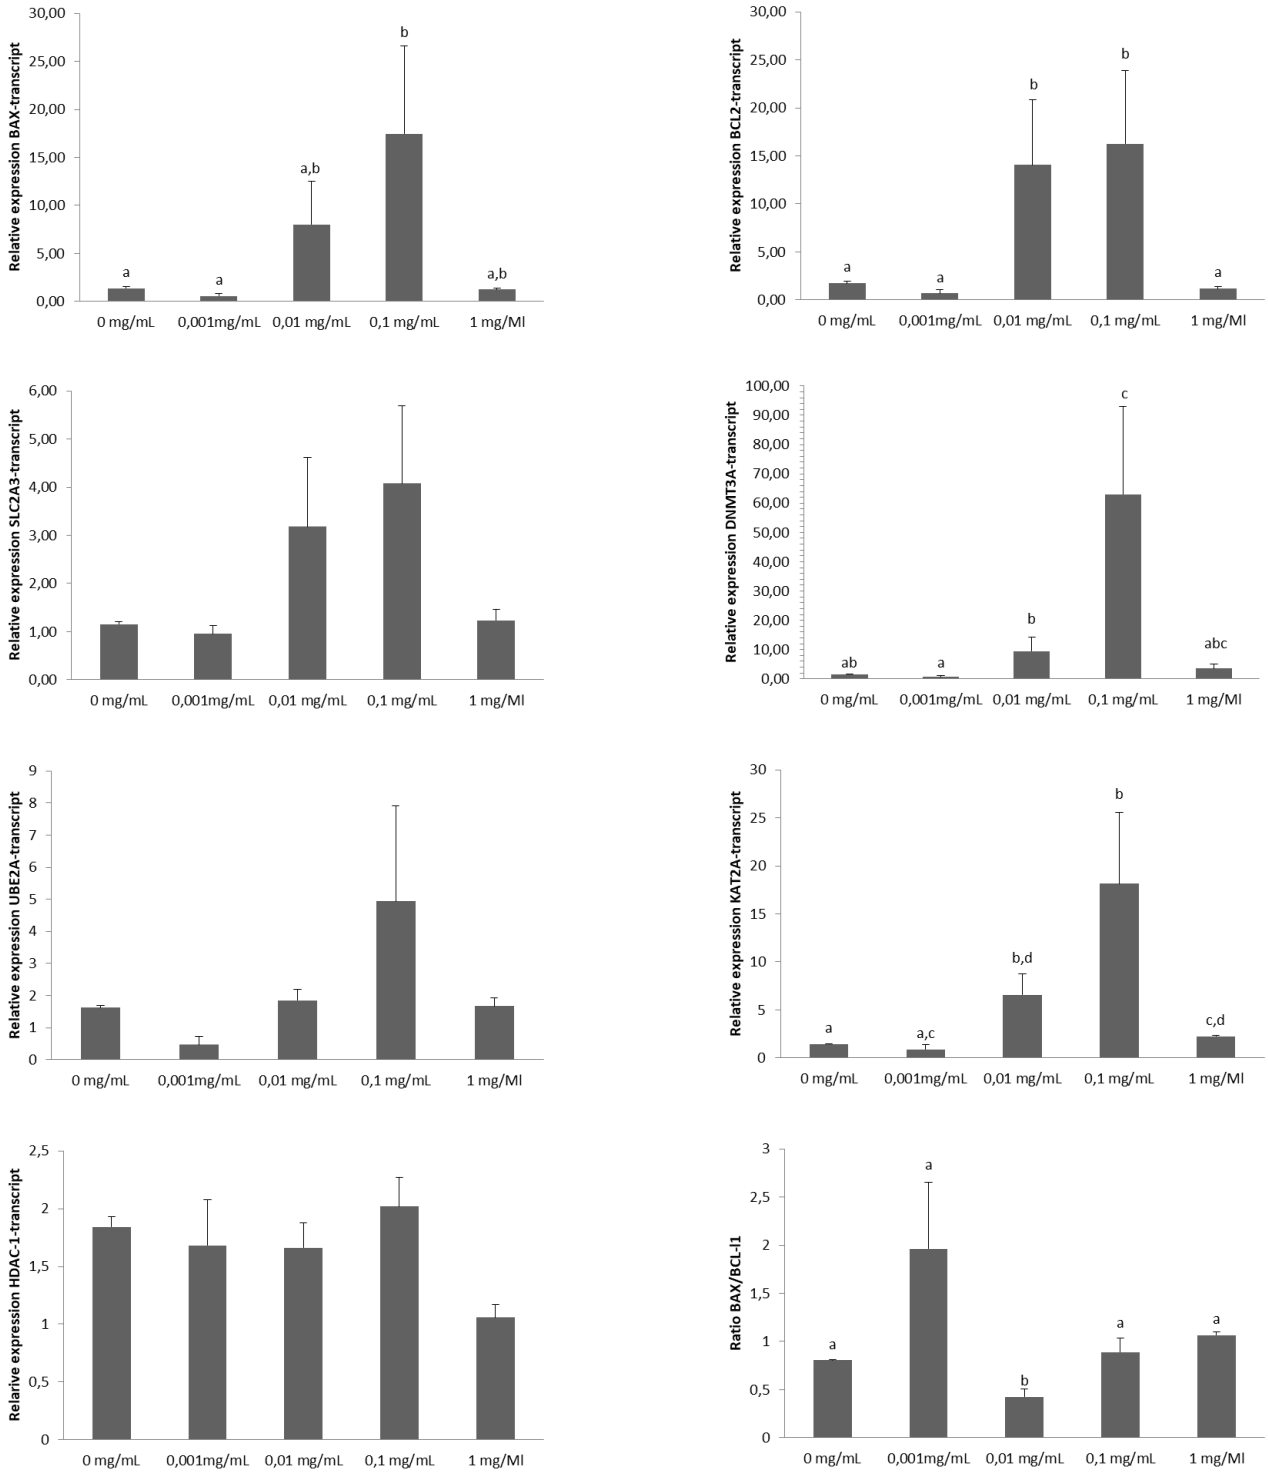 Relative expression BAX-transcript
30,00
25,00
20,00
15,00
10,00
5,00
0,00
a
a
a,b
b
a,b
0 mg/mL 0,001mg/mL 0,01 mg/mL 0,1 mg/mL 1 mg/Ml
Relative expression BCL2-transcript
30,00
25,00
20,00
15,00
10,00
5,00
0,00
a
a
b
b
a
0 mg/mL 0,001mg/mL 0,01 mg/mL 0,1 mg/mL 1 mg/Ml
Relative expression SLC2A3-transcript
6,00
5,00
4,00
3,00
2,00
1,00
0,00
0 mg/mL 0,001mg/mL 0,01 mg/mL 0,1 mg/mL 1 mg/Ml
Relative expression DNMT3A-transcript
100,00
90,00
80,00
70,00
60,00
50,00
40,00
30,00
20,00
10,00
0,00
ab
a
b
c
abc
0 mg/mL 0,001mg/mL 0,01 mg/mL 0,1 mg/mL 1 mg/Ml
Relative expression UBE2A-transcript
9
8
7
6
5
4
3
2
1
0
0 mg/mL 0,001mg/mL 0,01 mg/mL 0,1 mg/mL 1 mg/Ml
Relative expression KAT2A-transcript
30
25
20
15
10
5
0
a
a,c
b,d
b
c,d
0 mg/mL 0,001mg/mL 0,01 mg/mL 0,1 mg/mL 1 mg/Ml
Relarive expression HDAC-1-transcript
2,5
2
1,5
1
0,5
0
0 mg/mL 0,001mg/mL 0,01 mg/mL 0,1 mg/mL 1 mg/Ml
Ratio BAX/BCL-l1
3
2,5
2
1,5
1
0,5
0
a
a
b
a
a
0 mg/mL 0,001mg/mL 0,01 mg/mL 0,1 mg/mL 1 mg/Ml